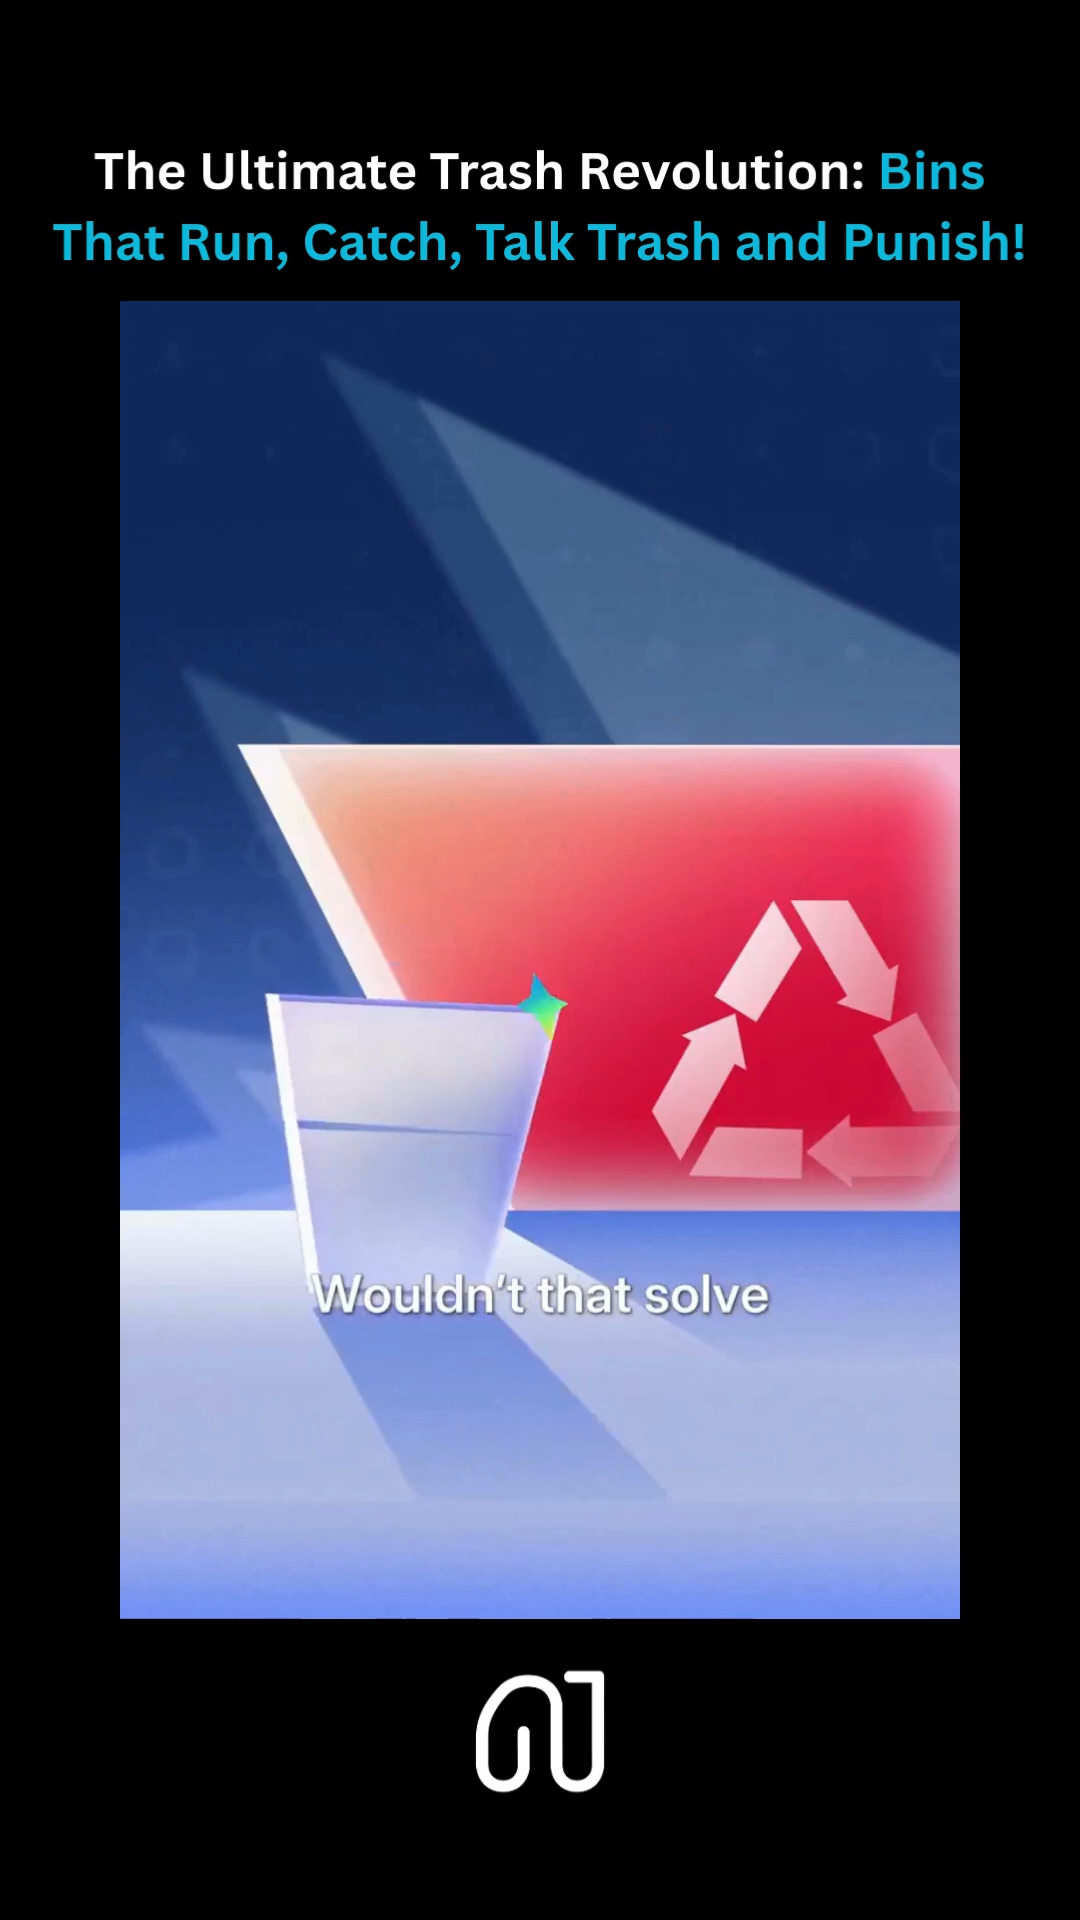 The Ultimate Trash Revolution: Bins
That Run, Catch, Talk Trash and Punish!
Wouldn't that solve